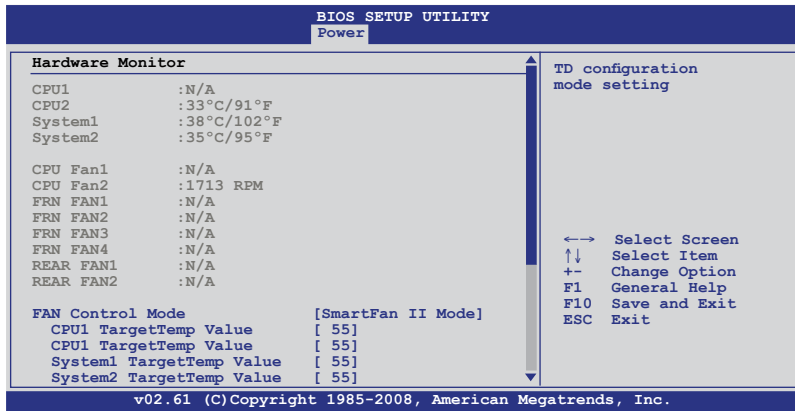 BIOS SETUP UTILITY
Power
Hardware Monitor
CPU1 :N/A
CPU2 :33°C/91°F
System1 :38°C/102°F
System2 :35°C/95°F
CPU Fan1 :N/A
CPU Fan2 :1713 RPM
FRN FAN1 :N/A
FRN FAN2 :N/A
FRN FAN3 :N/A
FRN FAN4 :N/A
REAR FAN1 :N/A
REAR FAN2 :N/A
FAN Control Mode [SmartFan II Mode]
CPU1 TargetTemp Value [ 55]
CPU1 TargetTemp Value [ 55]
System1 TargetTemp Value [ 55]
System2 TargetTemp Value [ 55]
TD configuration
mode setting
←→ Select Screen
↑↓ Select Item
+- Change Option
F1 General Help
F10 Save and Exit
ESC Exit
v02.61 (C)Copyright 1985-2008, American Megatrends, Inc.